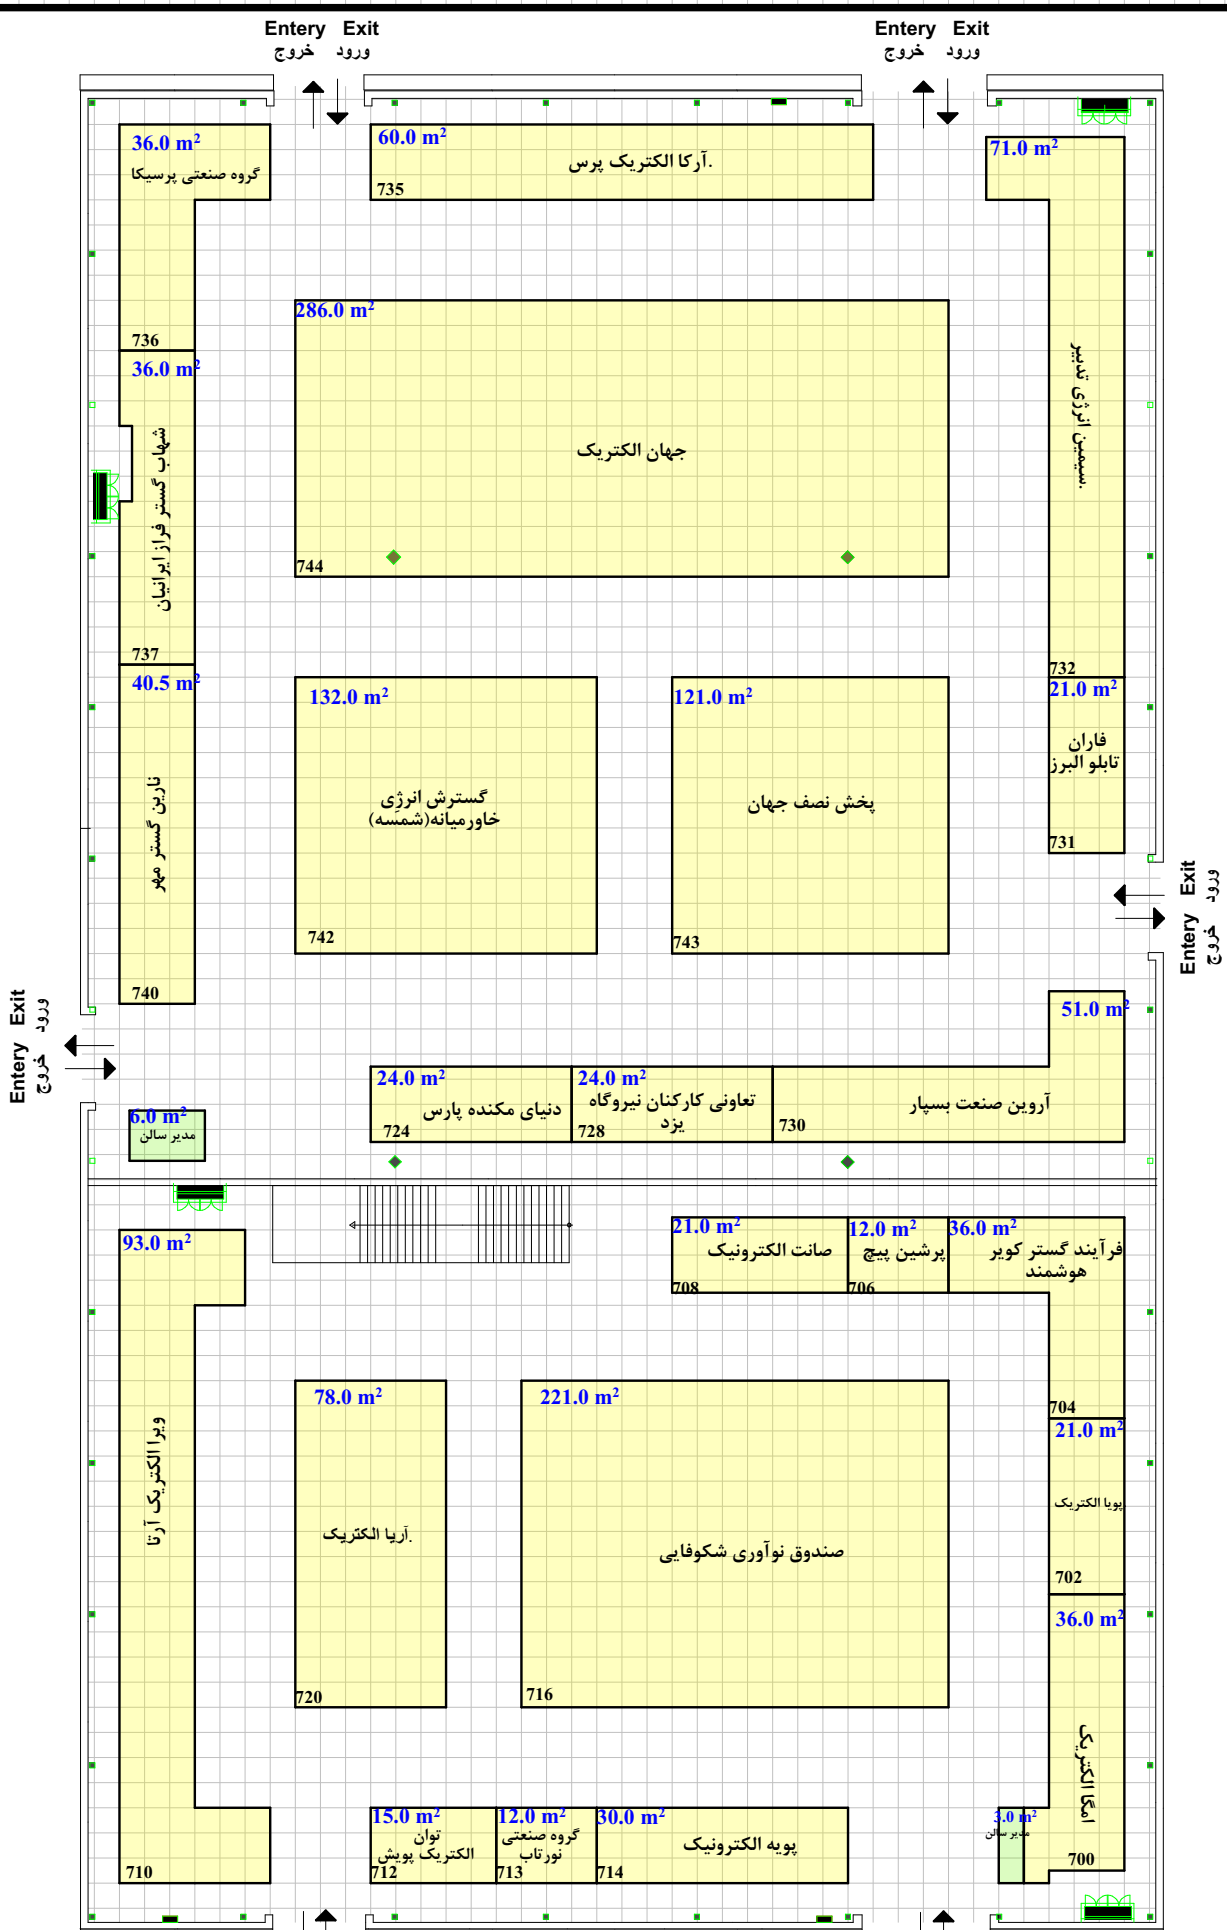 Entery Exit
خروج ورود
Entery Exit
خروج ورود
36.0 m²
گروه صنعتی پرسیکا
736
60.0 m²
آرکا الکتریک پرس.
735
71.0 m²
سیمین انرژی تدبیر.
732
286.0 m²
جهان الکتریک
744
36.0 m²
شهاب گستر فراز ایرانیان
737
40.5 m²
نارین گستر مهر
740
132.0 m²
گسترش انرژی
خاورمیانه(شمسه)
742
121.0 m²
پخش نصف جهان
743
21.0 m²
فاران
تابلو البرز
731
Entery Exit
خروج ورود
Entery Exit
خروج ورود
51.0 m²
آروین صنعت بسپار
730
24.0 m²
تعاونی کارکنان نیروگاه
یزد
728
24.0 m²
دنیای مکنده پارس
724
6.0 m²
مدیر سالن
93.0 m²
ویرا الکتریک آرتا
710
21.0 m²
صانت الکترونیک
708
12.0 m²
پرشین پیچ
706
36.0 m²
فرآیند گستر کویر
هوشمند
704
78.0 m²
آریا الکتریک.
720
221.0 m²
صندوق نوآوری شکوفایی
716
21.0 m²
پویا الکتریک
702
36.0 m²
امگا الکتریک
700
15.0 m²
توان
الکتریک پویش
712
12.0 m²
گروه صنعتی
نورتاب
713
30.0 m²
پویه الکترونیک
714
3.0 m²
مدیر سالن